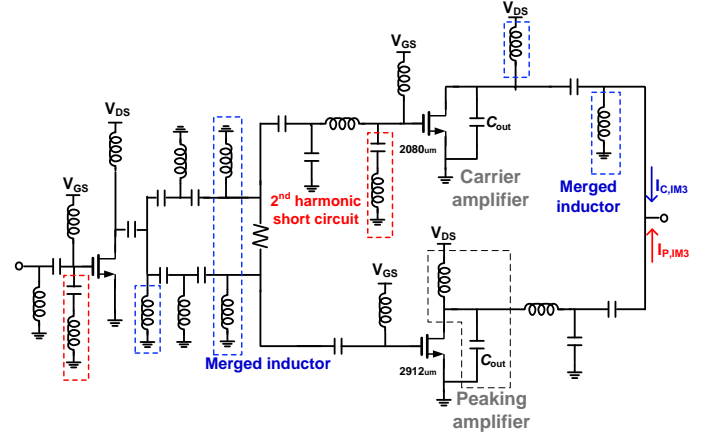 V_DS
V_GS
V_DS
C_out
2080um
V_GS
2nd harmonic
short circuit
Carrier
amplifier
Merged
inductor
I_C,IM3
I_P,IM3
V_DS
V_GS
Merged inductor
C_out
2912um
Peaking
amplifier